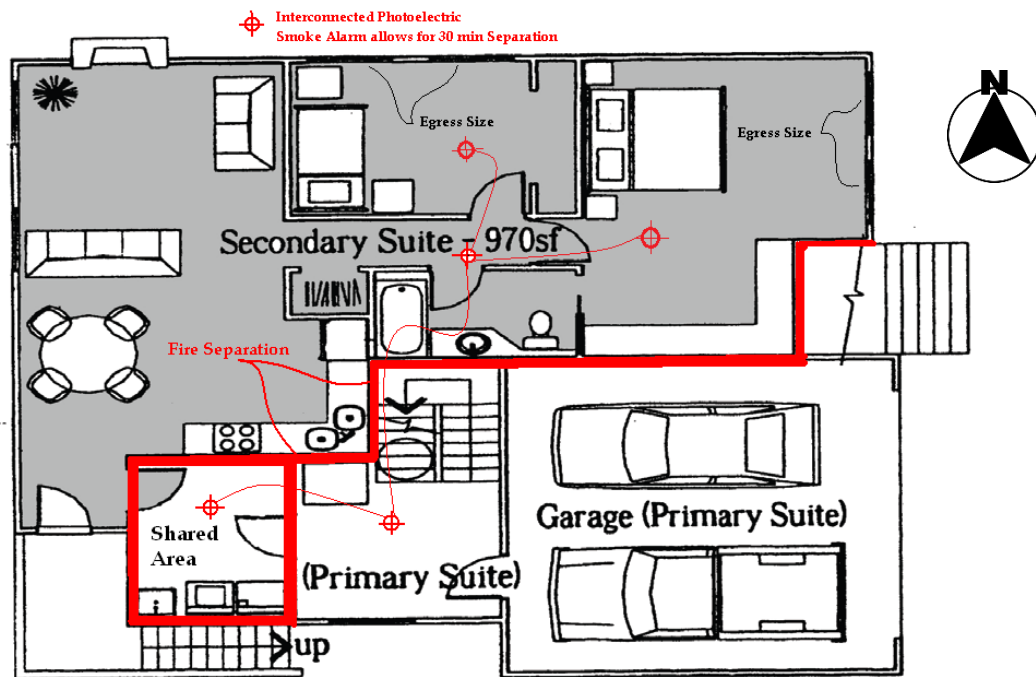 Interconnected Photoelectric
Smoke Alarm allows for 30 min Separation
N
Egress Size
Egress Size
Secondary Suite - 970sf
Fire Separation
Shared
Area
Garage (Primary Suite)
(Primary Suite)
up